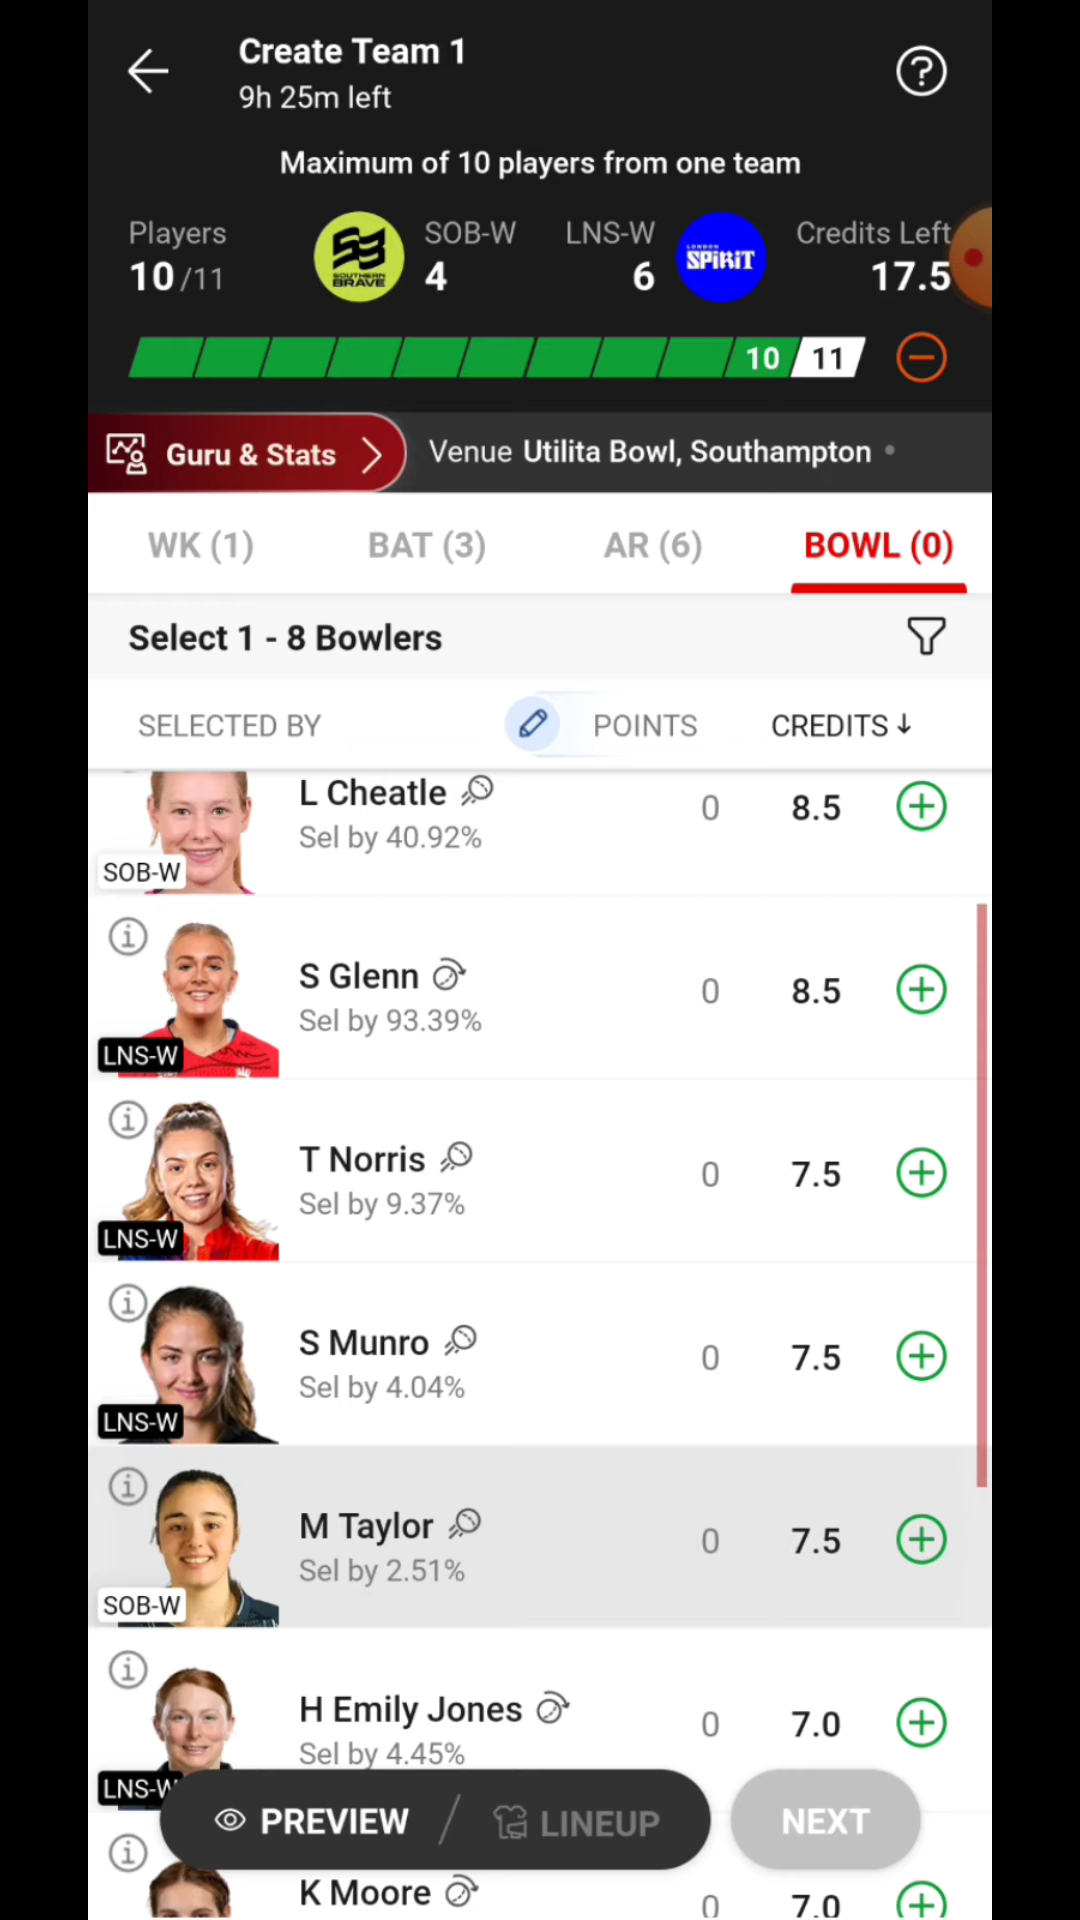 Create Team 1
9h 25m left
Maximum of 10 players from one team
Players
10/11
SOUTHERN BRAVE
SOB-W
4
LNS-W
6
LONDON SPIRIT
Credits Left
17.5
10
11
Guru & Stats
Venue Utilita Bowl, Southampton
WK (1)
BAT (3)
AR (6)
BOWL (0)
Select 1 - 8 Bowlers
SELECTED BY
POINTS
CREDITS ↓
L Cheatle
Sel by 40.92%
SOB-W
0
8.5
S Glenn
Sel by 93.39%
LNS-W
0
8.5
T Norris
Sel by 9.37%
LNS-W
0
7.5
S Munro
Sel by 4.04%
LNS-W
0
7.5
M Taylor
Sel by 2.51%
SOB-W
0
7.5
H Emily Jones
Sel by 4.45%
LNS-W
0
7.0
PREVIEW / LINEUP
NEXT
K Moore
0
7.0